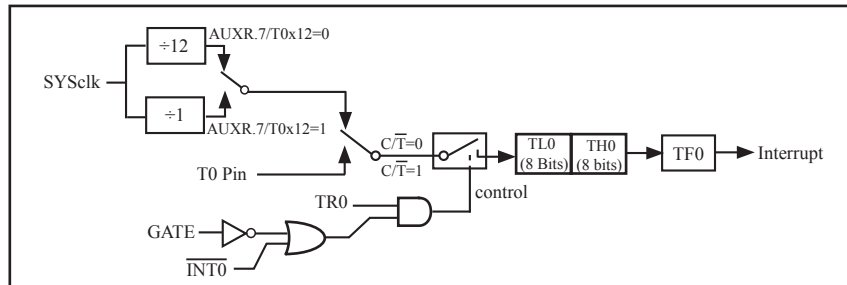 ÷12
AUXR.7/T0x12=0
SYSclk
÷1
AUXR.7/T0x12=1
C/T̅=0
C/T̅=1
T0 Pin
TL0
(8 Bits)
TH0
(8 bits)
TF0
Interrupt
control
TR0
GATE
I̅N̅T̅0̅